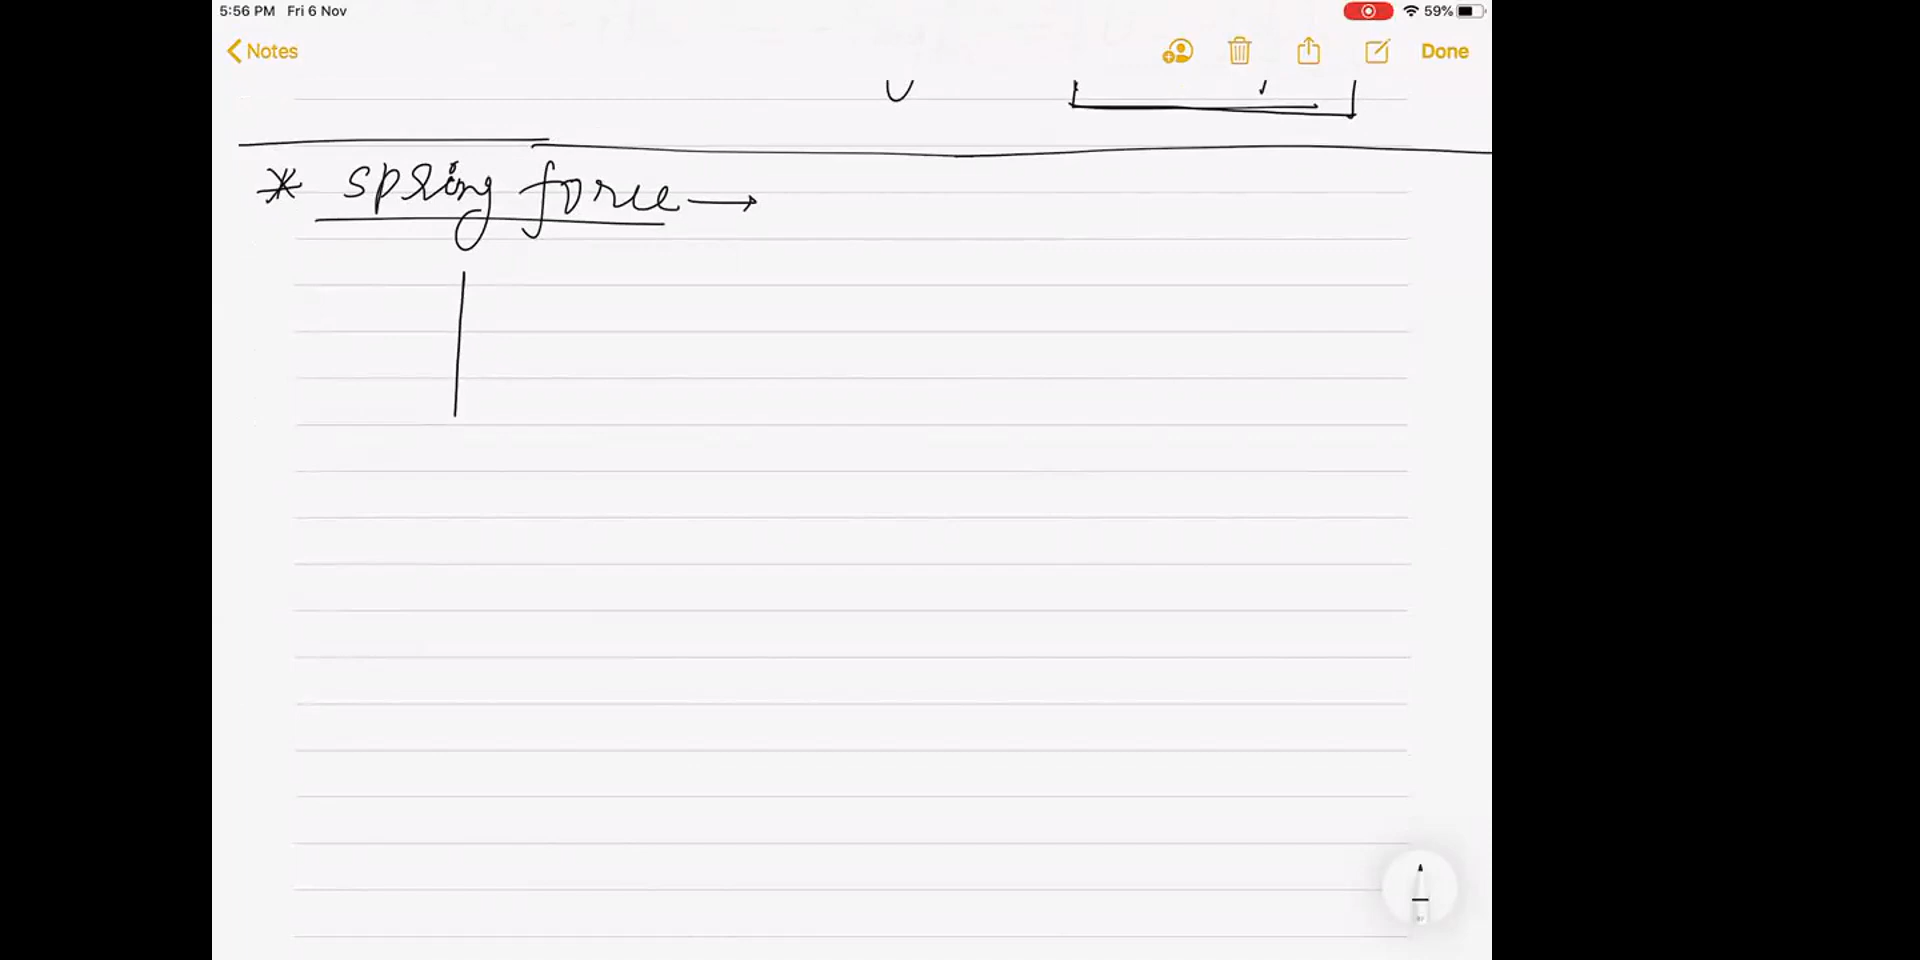 5:56 PM Fri 6 Nov 59%
Notes Done
* spring force →